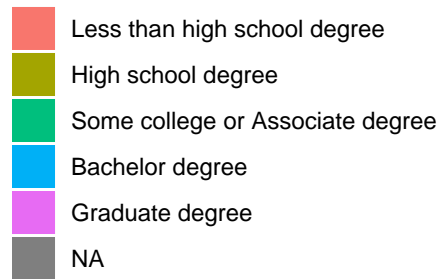 Less than high school degree
High school degree
Some college or Associate degree
Bachelor degree
Graduate degree
NA